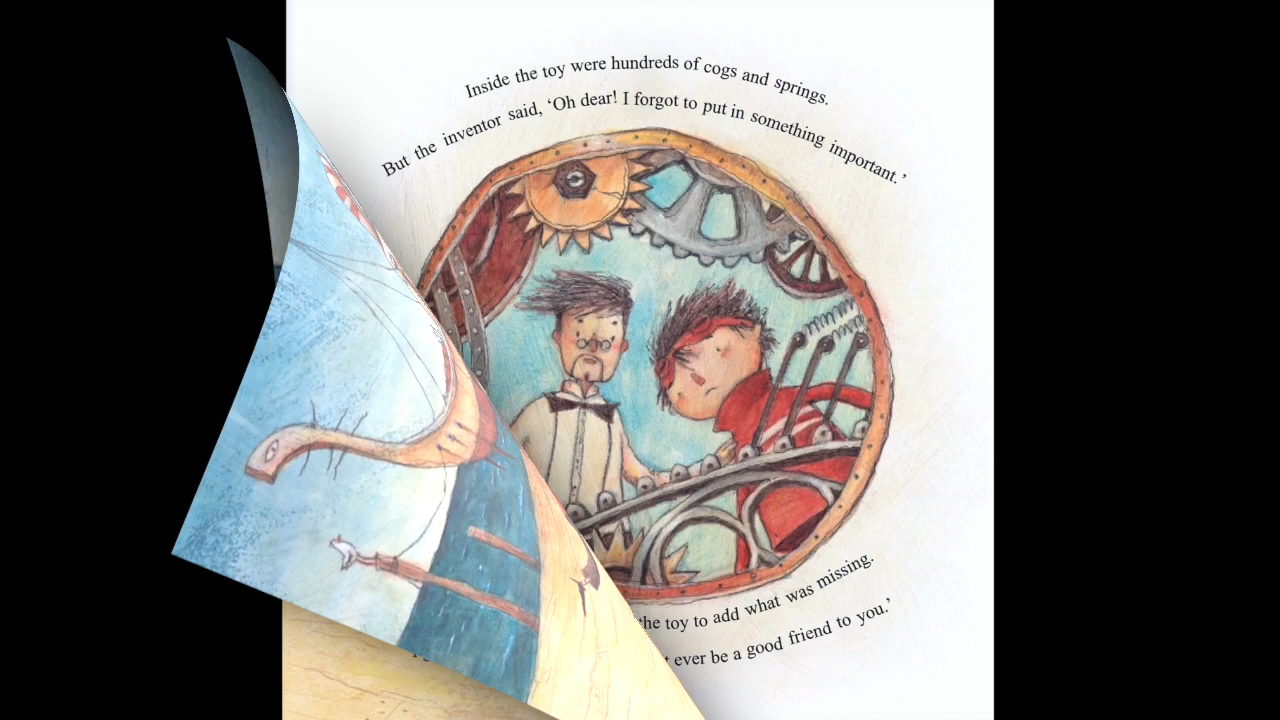 Inside the toy were hundreds of cogs and springs.
But the inventor said, ‘Oh dear! I forgot to put in something important.’
the toy to add what was missing.
ever be a good friend to you.’